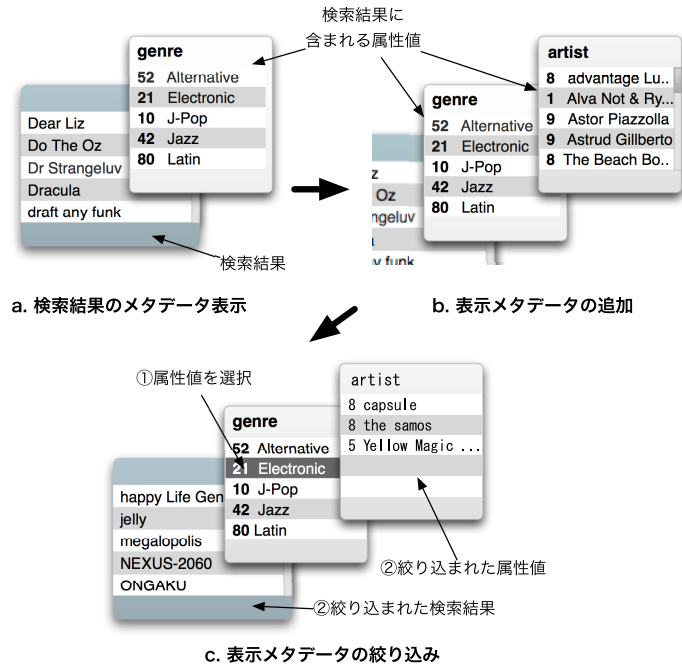 検索結果に
含まれる属性値
genre
52 Alternative
21 Electronic
10 J-Pop
42 Jazz
80 Latin
Dear Liz
Do The Oz
Dr Strangeluv
Dracula
draft any funk
検索結果
a. 検索結果のメタデータ表示
artist
8 advantage Lu..
1 Alva Not & Ry...
9 Astor Piazzolla
9 Astrud Gillberto
8 The Beach Bo..
genre
52 Alternative
21 Electronic
10 J-Pop
42 Jazz
80 Latin
z
Oz
ngeluv
ny funk
b. 表示メタデータの追加
①属性値を選択
artist
8 capsule
8 the samos
5 Yellow Magic ...
genre
52 Alternative
21 Electronic
10 J-Pop
42 Jazz
80 Latin
happy Life Gen
jelly
megalopolis
NEXUS-2060
ONGAKU
②絞り込まれた属性値
②絞り込まれた検索結果
c. 表示メタデータの絞り込み